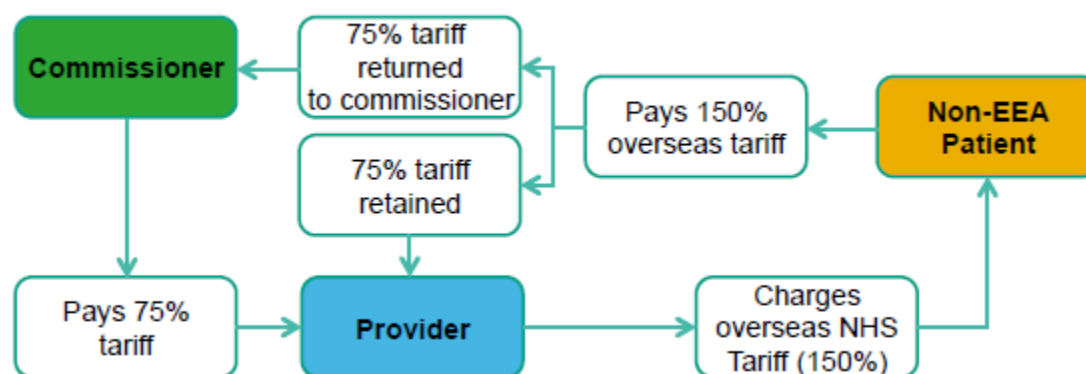 Commissioner
75% tariff
returned
to commissioner
Pays 150%
overseas tariff
Non-EEA
Patient
75% tariff
retained
Pays 75%
tariff
Provider
Charges
overseas NHS
Tariff (150%)